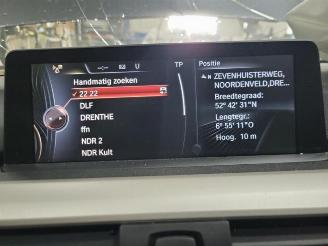 TP
Handmatig zoeken
22 22
DLF
DRENTHE
ffn
NDR 2
NDR Kult
Positie
ZEVENHUISTERWEG,
NOORDENVELD,DRE...
Breedtegraad:
52° 42' 31"N
Lengtegr.:
6° 55' 11"O
Hoog. 10 m